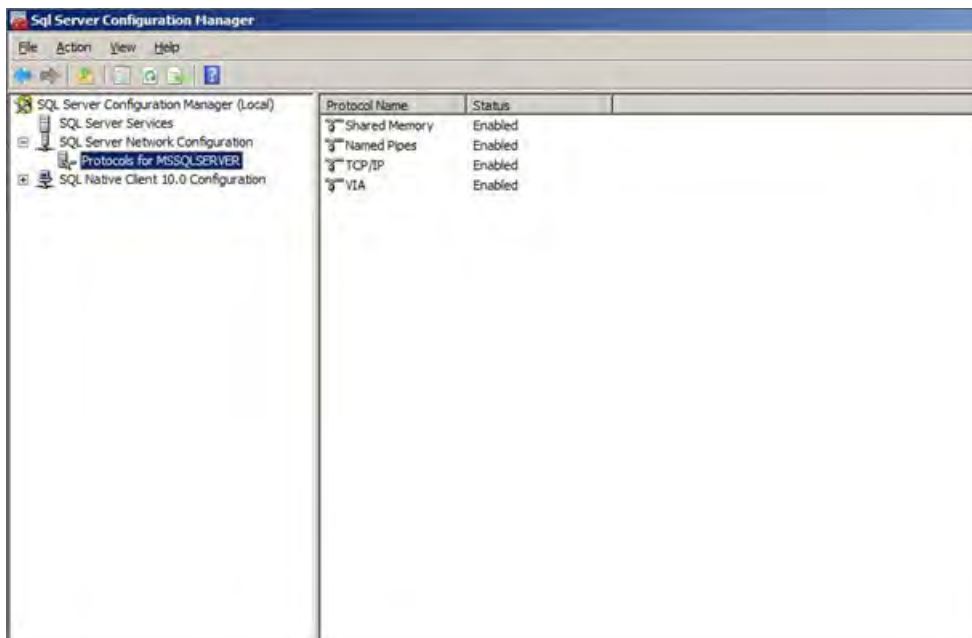 Sql Server Configuration Manager
File Action View Help
SQL Server Configuration Manager (Local)
SQL Server Services
SQL Server Network Configuration
Protocols for MSSQLSERVER
SQL Native Client 10.0 Configuration
Protocol Name Status
Shared Memory Enabled
Named Pipes Enabled
TCP/IP Enabled
VIA Enabled